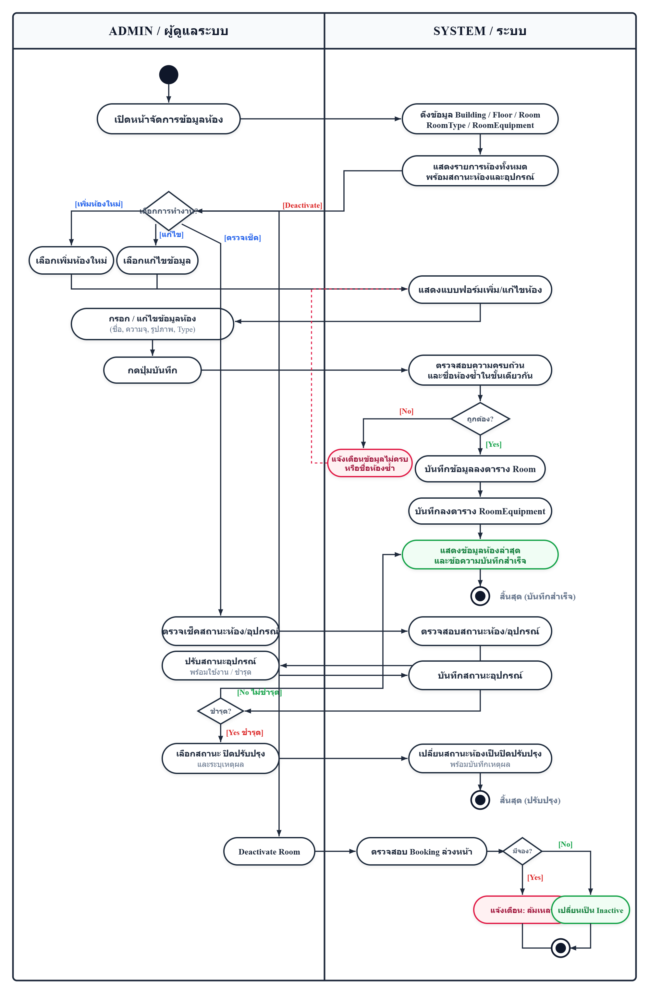 ADMIN / ผู้ดูแลระบบ
SYSTEM / ระบบ
เปิดหน้าจัดการข้อมูลห้อง
ดึงข้อมูล Building / Floor / Room
RoomType / RoomEquipment
แสดงรายการห้องทั้งหมด
พร้อมสถานะห้องและอุปกรณ์
[เพิ่มห้องใหม่]
เลือกการทำงาน?
[Deactivate]
[แก้ไข]
[ตรวจเช็ค]
เลือกเพิ่มห้องใหม่
เลือกแก้ไขข้อมูล
แสดงแบบฟอร์มเพิ่ม/แก้ไขห้อง
กรอก / แก้ไขข้อมูลห้อง
(ชื่อ, ความจุ, รูปภาพ, Type)
กดปุ่มบันทึก
ตรวจสอบความครบถ้วน
และชื่อห้องซ้ำในชั้นเดียวกัน
[No]
ถูกต้อง?
[Yes]
แจ้งเตือนข้อมูลไม่ครบ
หรือชื่อห้องซ้ำ
บันทึกข้อมูลลงตาราง Room
บันทึกลงตาราง RoomEquipment
แสดงข้อมูลห้องล่าสุด
และข้อความบันทึกสำเร็จ
สิ้นสุด (บันทึกสำเร็จ)
ตรวจเช็คสถานะห้อง/อุปกรณ์
ตรวจสอบสถานะห้อง/อุปกรณ์
ปรับสถานะอุปกรณ์
พร้อมใช้งาน / ชำรุด
บันทึกสถานะอุปกรณ์
[No ไม่ชำรุด]
ชำรุด?
[Yes ชำรุด]
เลือกสถานะ ปิดปรับปรุง
และระบุเหตุผล
เปลี่ยนสถานะห้องเป็นปิดปรับปรุง
พร้อมบันทึกเหตุผล
สิ้นสุด (ปรับปรุง)
Deactivate Room
ตรวจสอบ Booking ล่วงหน้า
มีจอง?
[No]
[Yes]
แจ้งเตือน:
เปลี่ยนเป็น Inactive